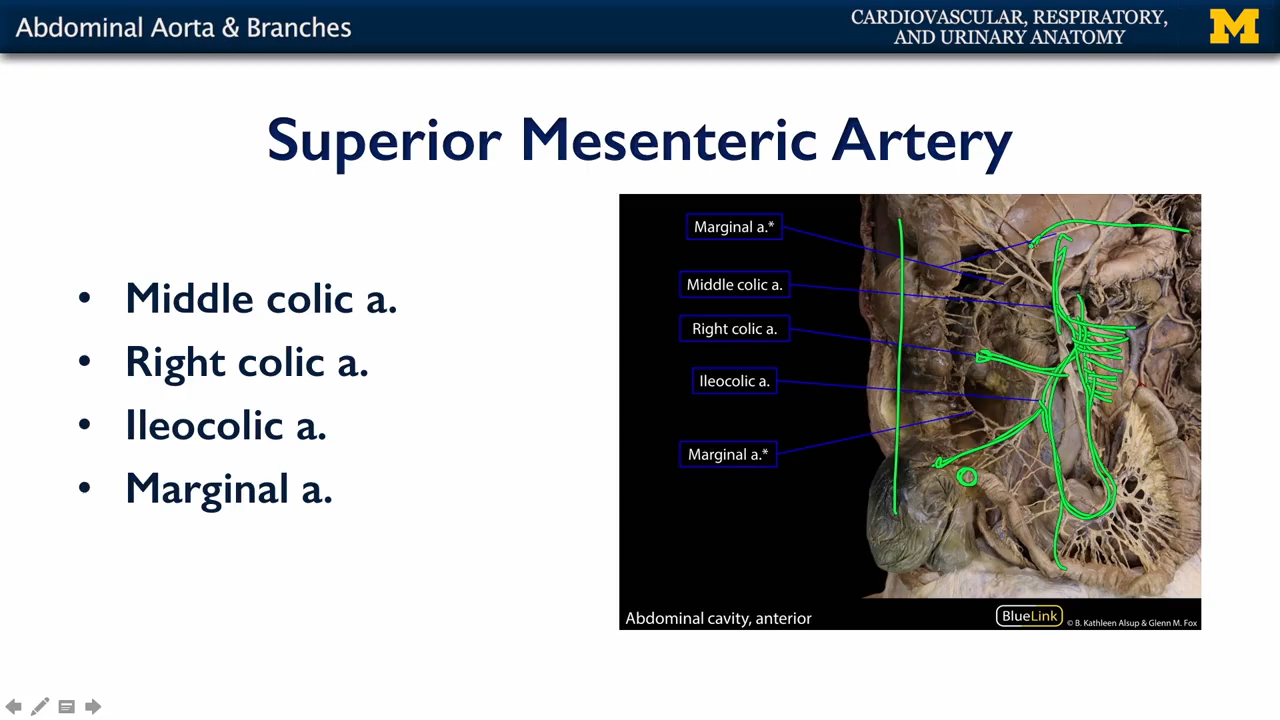 Abdominal Aorta & Branches
CARDIOVASCULAR, RESPIRATORY,
AND URINARY ANATOMY
M
Superior Mesenteric Artery
• Middle colic a.
• Right colic a.
• Ileocolic a.
• Marginal a.
Marginal a.*
Middle colic a.
Right colic a.
Ileocolic a.
Marginal a.*
Abdominal cavity, anterior
BlueLink
© B. Kathleen Alsup & Glenn M. Fox